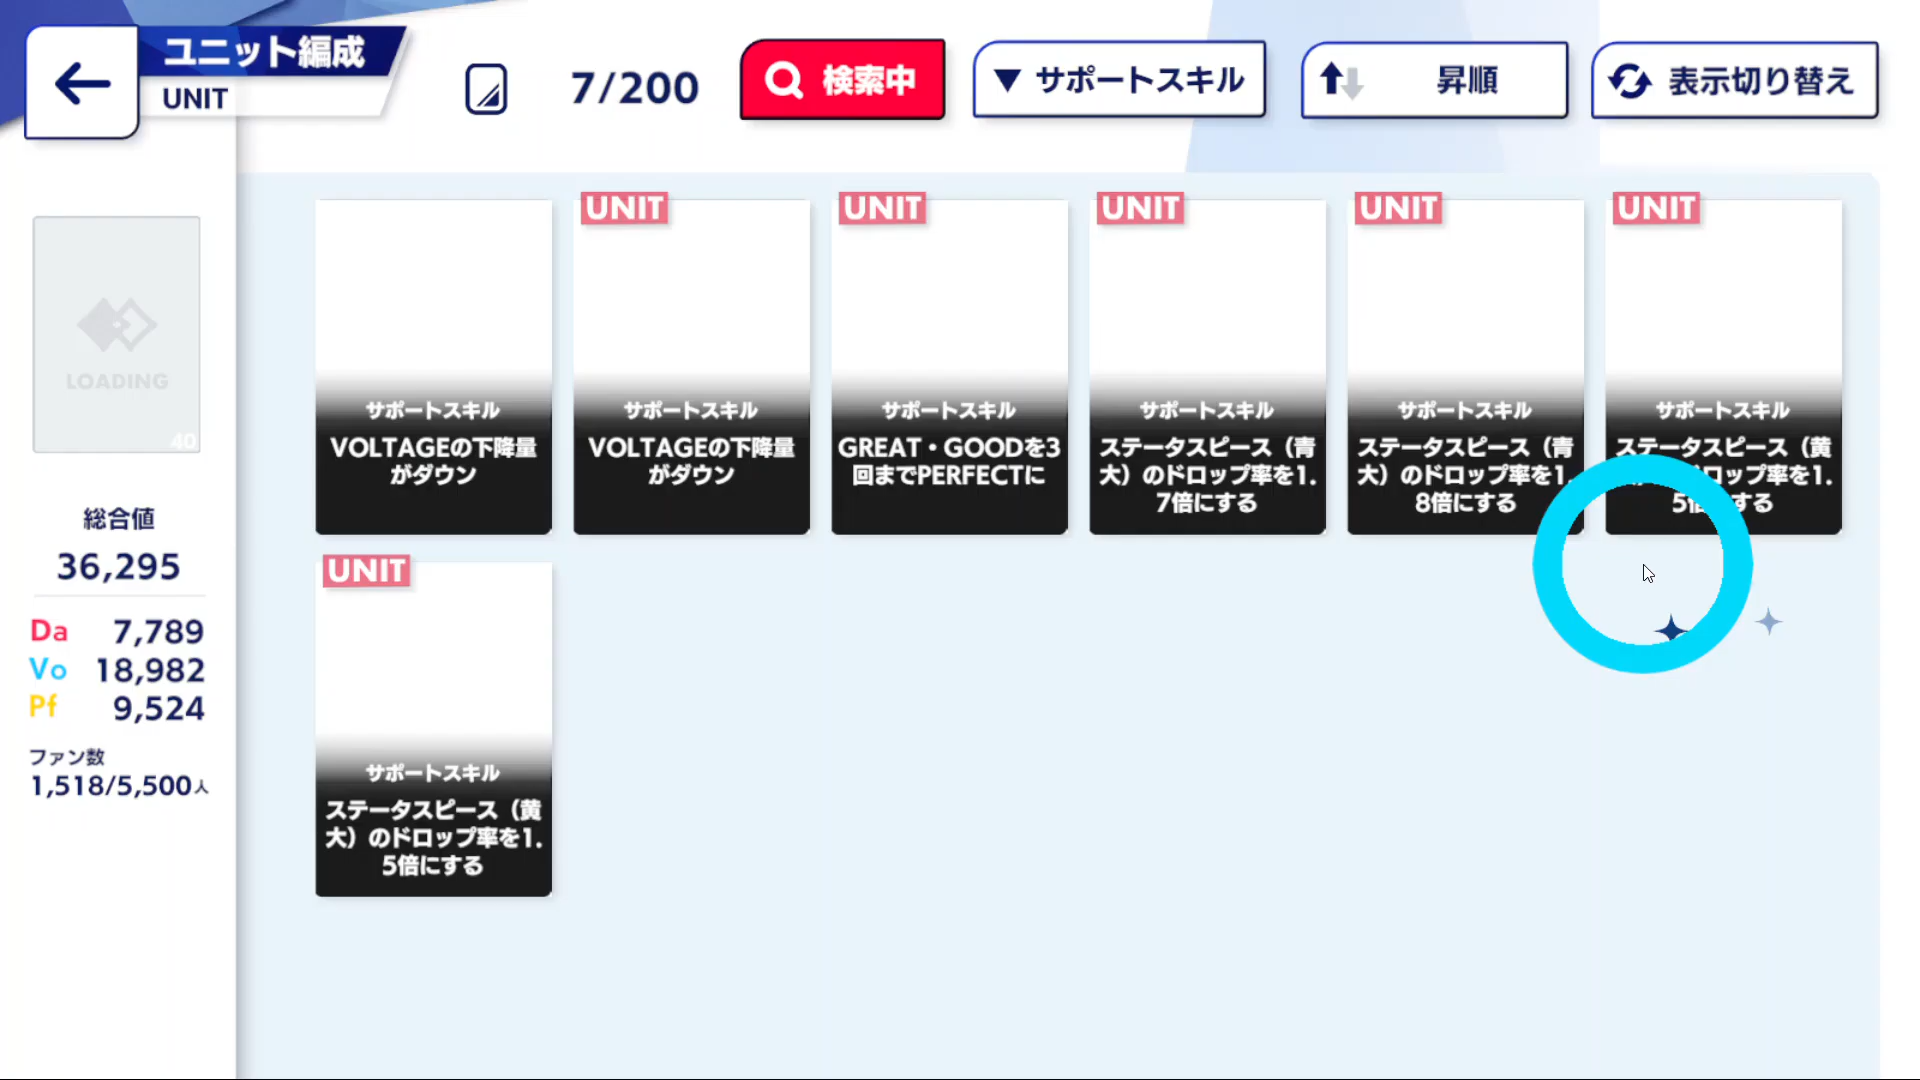 ユニット編成
UNIT
7/200
検索中
▼ サポートスキル
昇順
表示切り替え
LOADING
40
総合値
36,295
Da 7,789
Vo 18,982
Pf 9,524
ファン数
1,518/5,500人
サポートスキル
VOLTAGEの下降量
がダウン
UNIT
サポートスキル
VOLTAGEの下降量
がダウン
UNIT
サポートスキル
GREAT・GOODを3
回までPERFECTに
UNIT
サポートスキル
ステータスピース（青
大）のドロップ率を1.
7倍にする
UNIT
サポートスキル
ステータスピース（青
大）のドロップ率を1.
8倍にする
UNIT
サポートスキル
ステータスピース（黄
ロップ率を1.
5倍 する
UNIT
サポートスキル
ステータスピース（黄
大）のドロップ率を1.
5倍にする